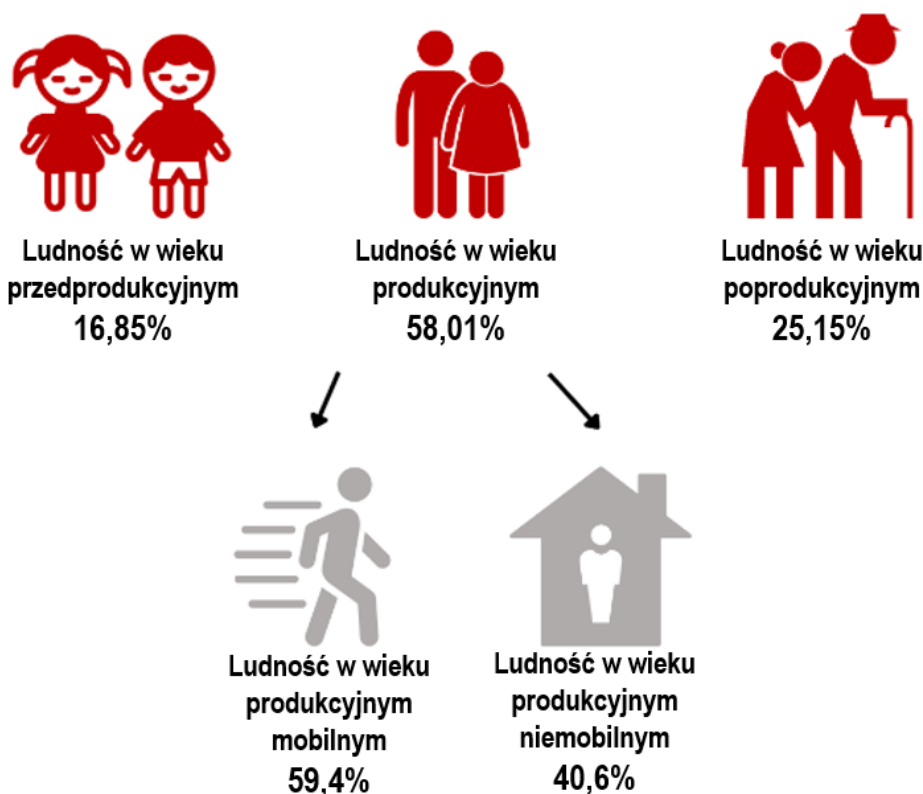 Ludność w wieku
przedprodukcyjnym
16,85%
Ludność w wieku
produkcyjnym
58,01%
Ludność w wieku
poprodukcyjnym
25,15%
Ludność w wieku
produkcyjnym
mobilnym
59,4%
Ludność w wieku
produkcyjnym
niemobilnym
40,6%